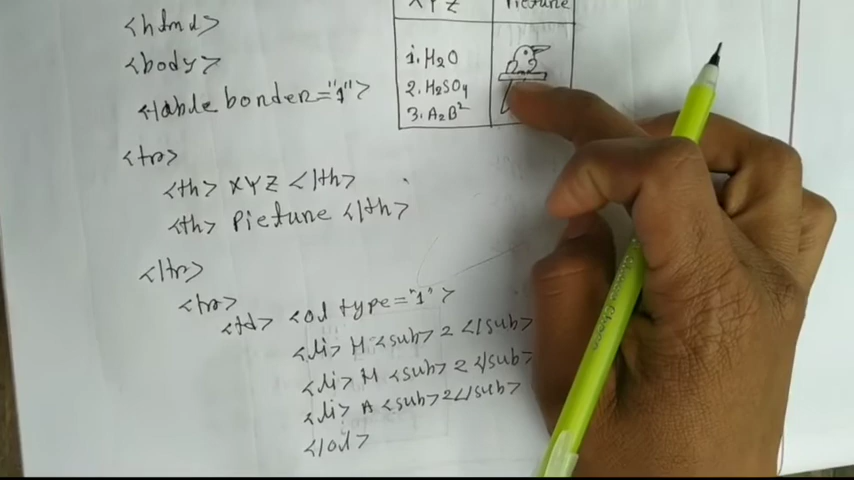 <html>
<body>
<table border="1">
XYZ Picture
1. H₂O
2. H₂SO₄
3. A₂B²
<tr>
<th> XYZ </th>
<th> Picture </th>
</tr>
<tr>
<td> <ol type="1">
<li> H <sub> 2 </sub>
<li> H <sub> 2 </sub>
<li> A <sub> 2 </sub>
</ol>